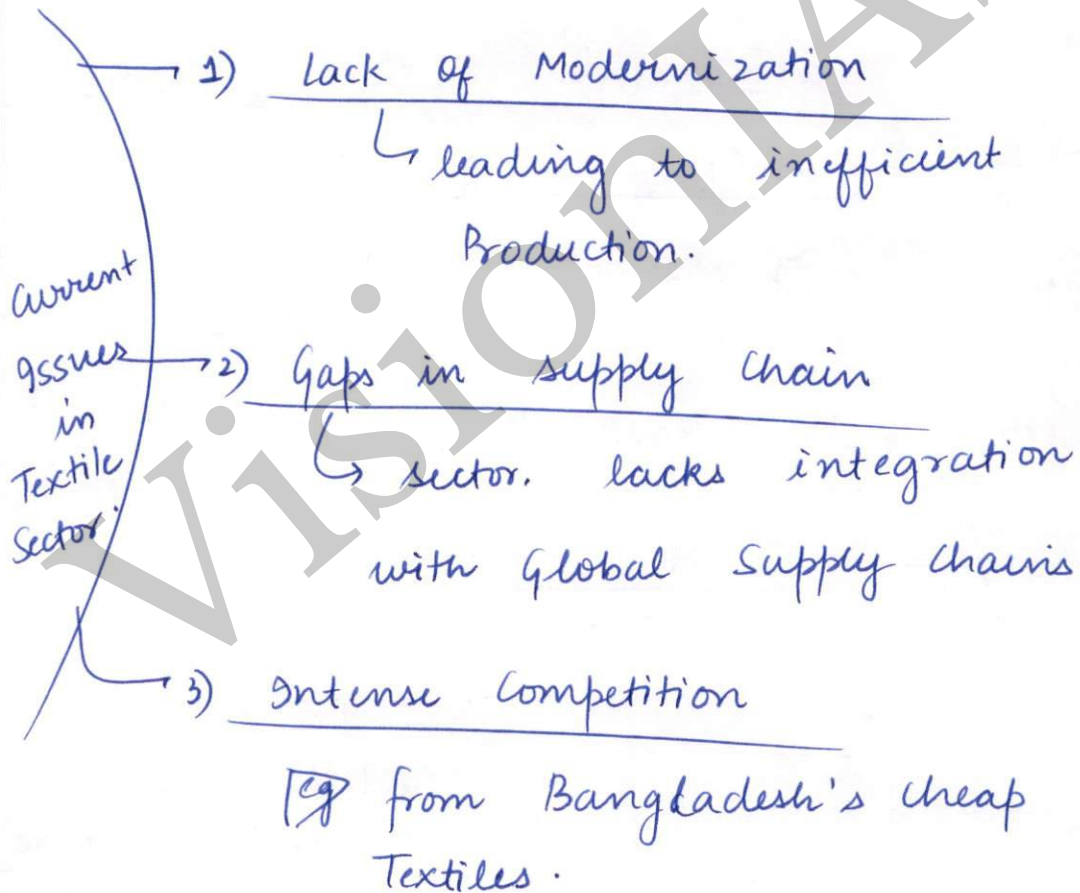 1) Lack of Modernization
↳ leading to inefficient
Production.
Current
Issues
in
Textile
Sector
2) Gaps in supply Chain
↳ sector. lacks integration
with Global Supply Chains
3) Intense Competition
eg from Bangladesh's cheap
Textiles.
VisionIAS